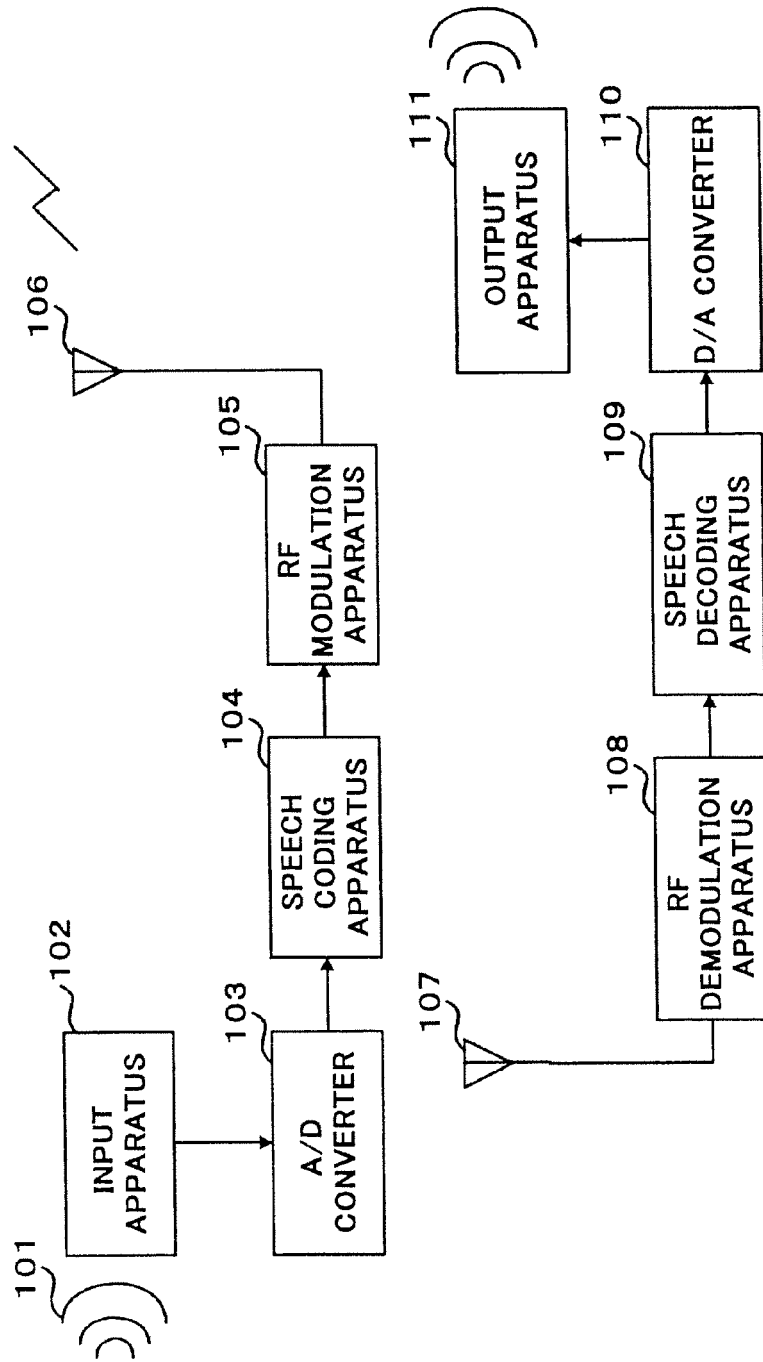 101
102
INPUT
APPARATUS
103
A/D
CONVERTER
104
SPEECH
CODING
APPARATUS
105
RF
MODULATION
APPARATUS
106
107
108
RF
DEMODULATION
APPARATUS
109
SPEECH
DECODING
APPARATUS
110
D/A CONVERTER
111
OUTPUT
APPARATUS